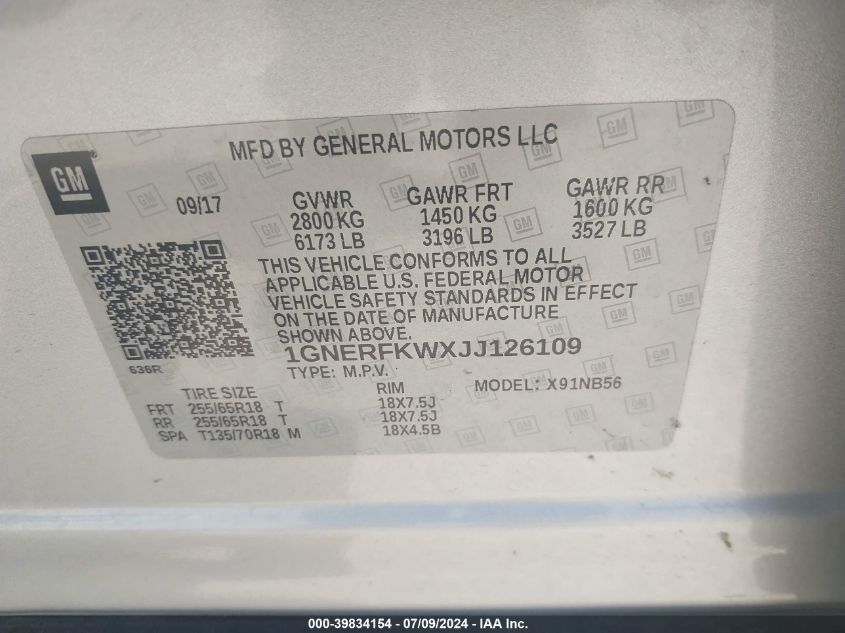 GM
MFD BY GENERAL MOTORS LLC
09/17
GVWR GAWR FRT GAWR RR
2800 KG 1450 KG 1600 KG
6173 LB 3196 LB 3527 LB
THIS VEHICLE CONFORMS TO ALL
APPLICABLE U.S. FEDERAL MOTOR
VEHICLE SAFETY STANDARDS IN EFFECT
ON THE DATE OF MANUFACTURE
SHOWN ABOVE.
636R
1GNERFKWXJJ126109
TYPE: M.P.V. MODEL: X91NB56
TIRE SIZE RIM
FRT 255/65R18 T 18X7.5J
RR 255/65R18 T 18X7.5J
SPA T135/70R18 M 18X4.5B
000-39834154 / 07/09/2024 - IAA Inc.